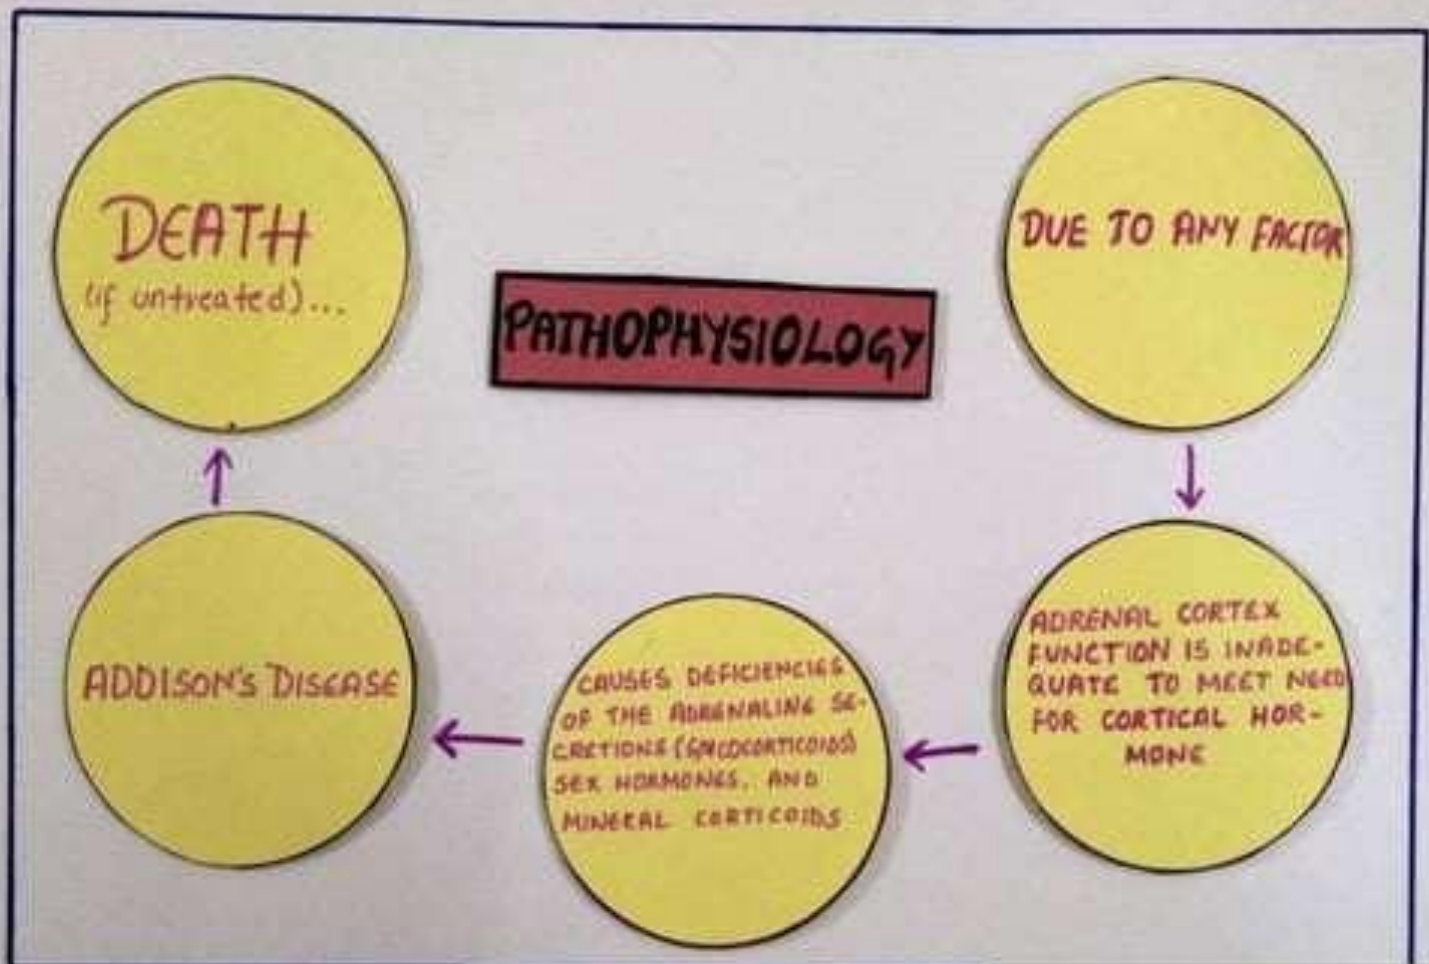 PATHOPHYSIOLOGY
DUE TO ANY FACTOR
ADRENAL CORTEX
FUNCTION IS INADE-
QUATE TO MEET NEED
FOR CORTICAL HOR-
MONE
CAUSES DEFICIENCIES
OF THE ADRENALINE SE-
CRETIONS
SEX HORMONES, AND
MINERAL CORTICOIDS
ADDISON'S DISEASE
DEATH
(if untreated)...